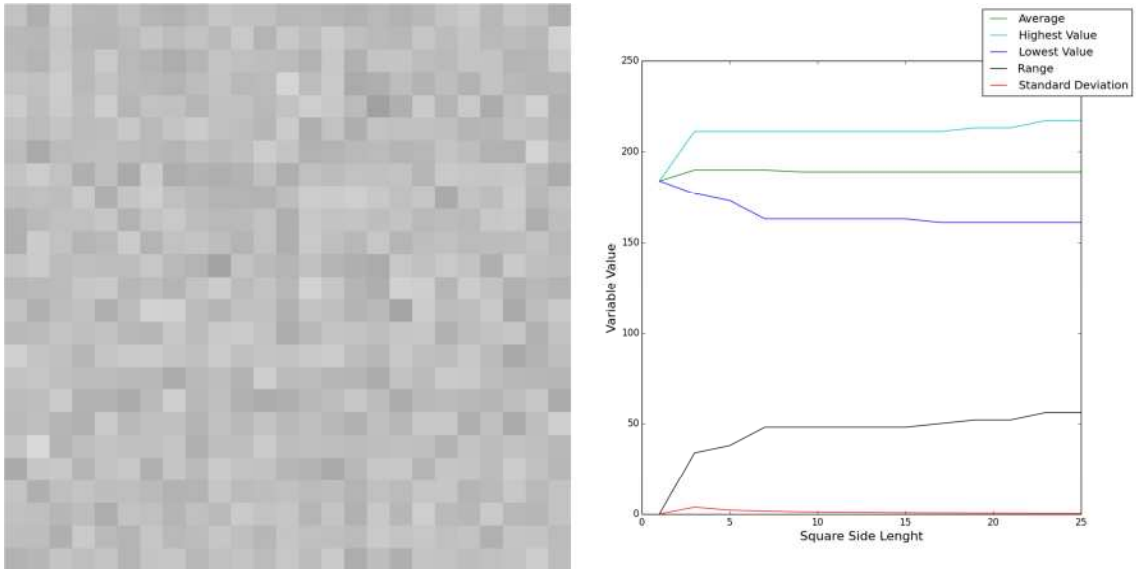 Average
Highest Value
Lowest Value
Range
Standard Deviation
250
200
150
100
50
0
Variable Value
0 5 10 15 20 25
Square Side Lenght